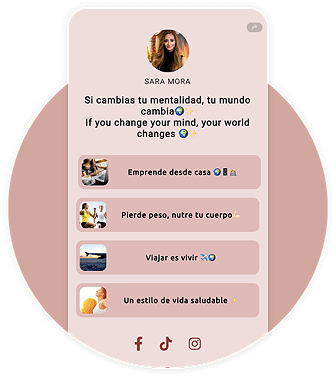 SARA MORA
Si cambias tu mentalidad, tu mundo
cambia🌍✨
If you change your mind, your world
changes 🌍✨
Emprende desde casa 🌍📱🏠
Pierde peso, nutre tu cuerpo✨
Viajar es vivir ✈️🌍
Un estilo de vida saludable ✨